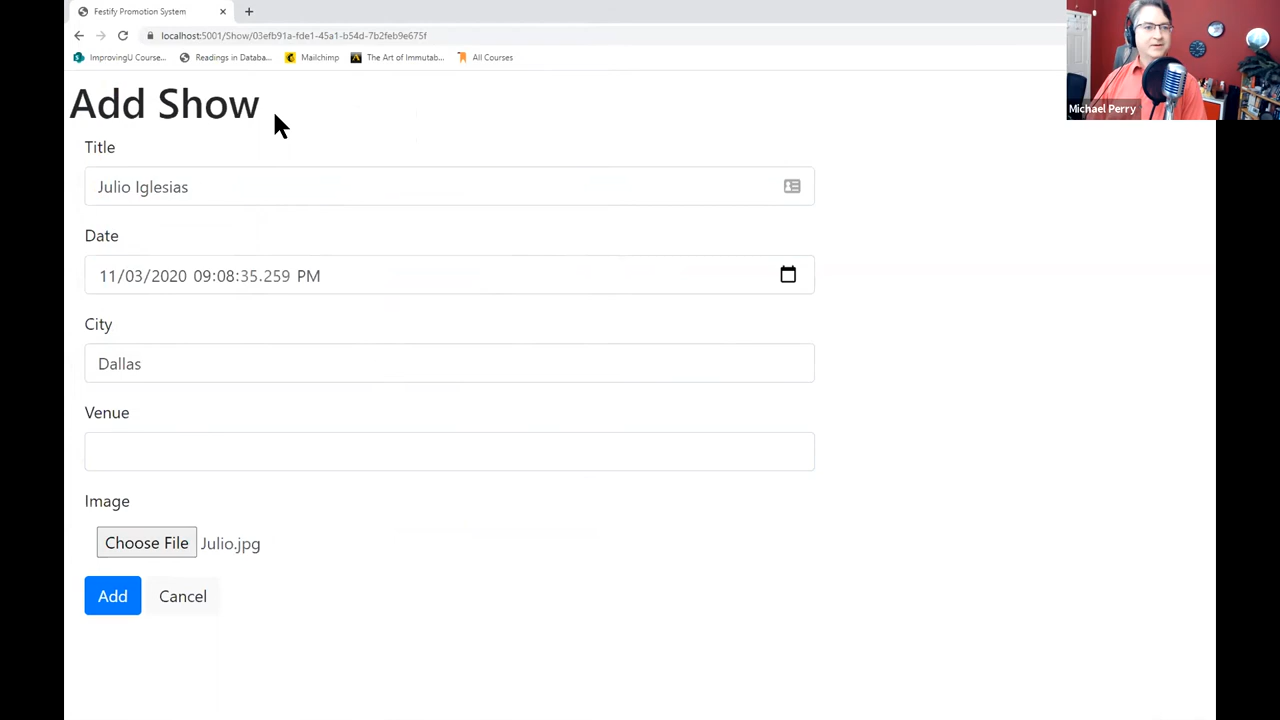 Festify Promotion System
localhost:5001/Show/03efb91a-fde1-45a1-b54d-7b2feb9e675f
ImprovingU Course... Readings in Databa... Mailchimp The Art of Immutab... All Courses
Michael Perry
Add Show
Title
Julio Iglesias
Date
11/03/2020 09:08:35.259 PM
City
Dallas
Venue
Image
Choose File Julio.jpg
Add Cancel